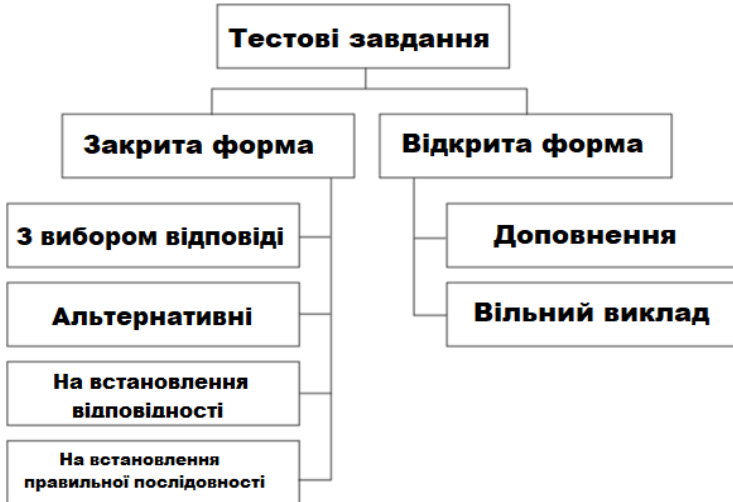 Тестові завдання
Закрита форма
Відкрита форма
З вибором відповіді
Альтернативні
На встановлення
відповідності
На встановлення
правильної послідовності
Доповнення
Вільний виклад